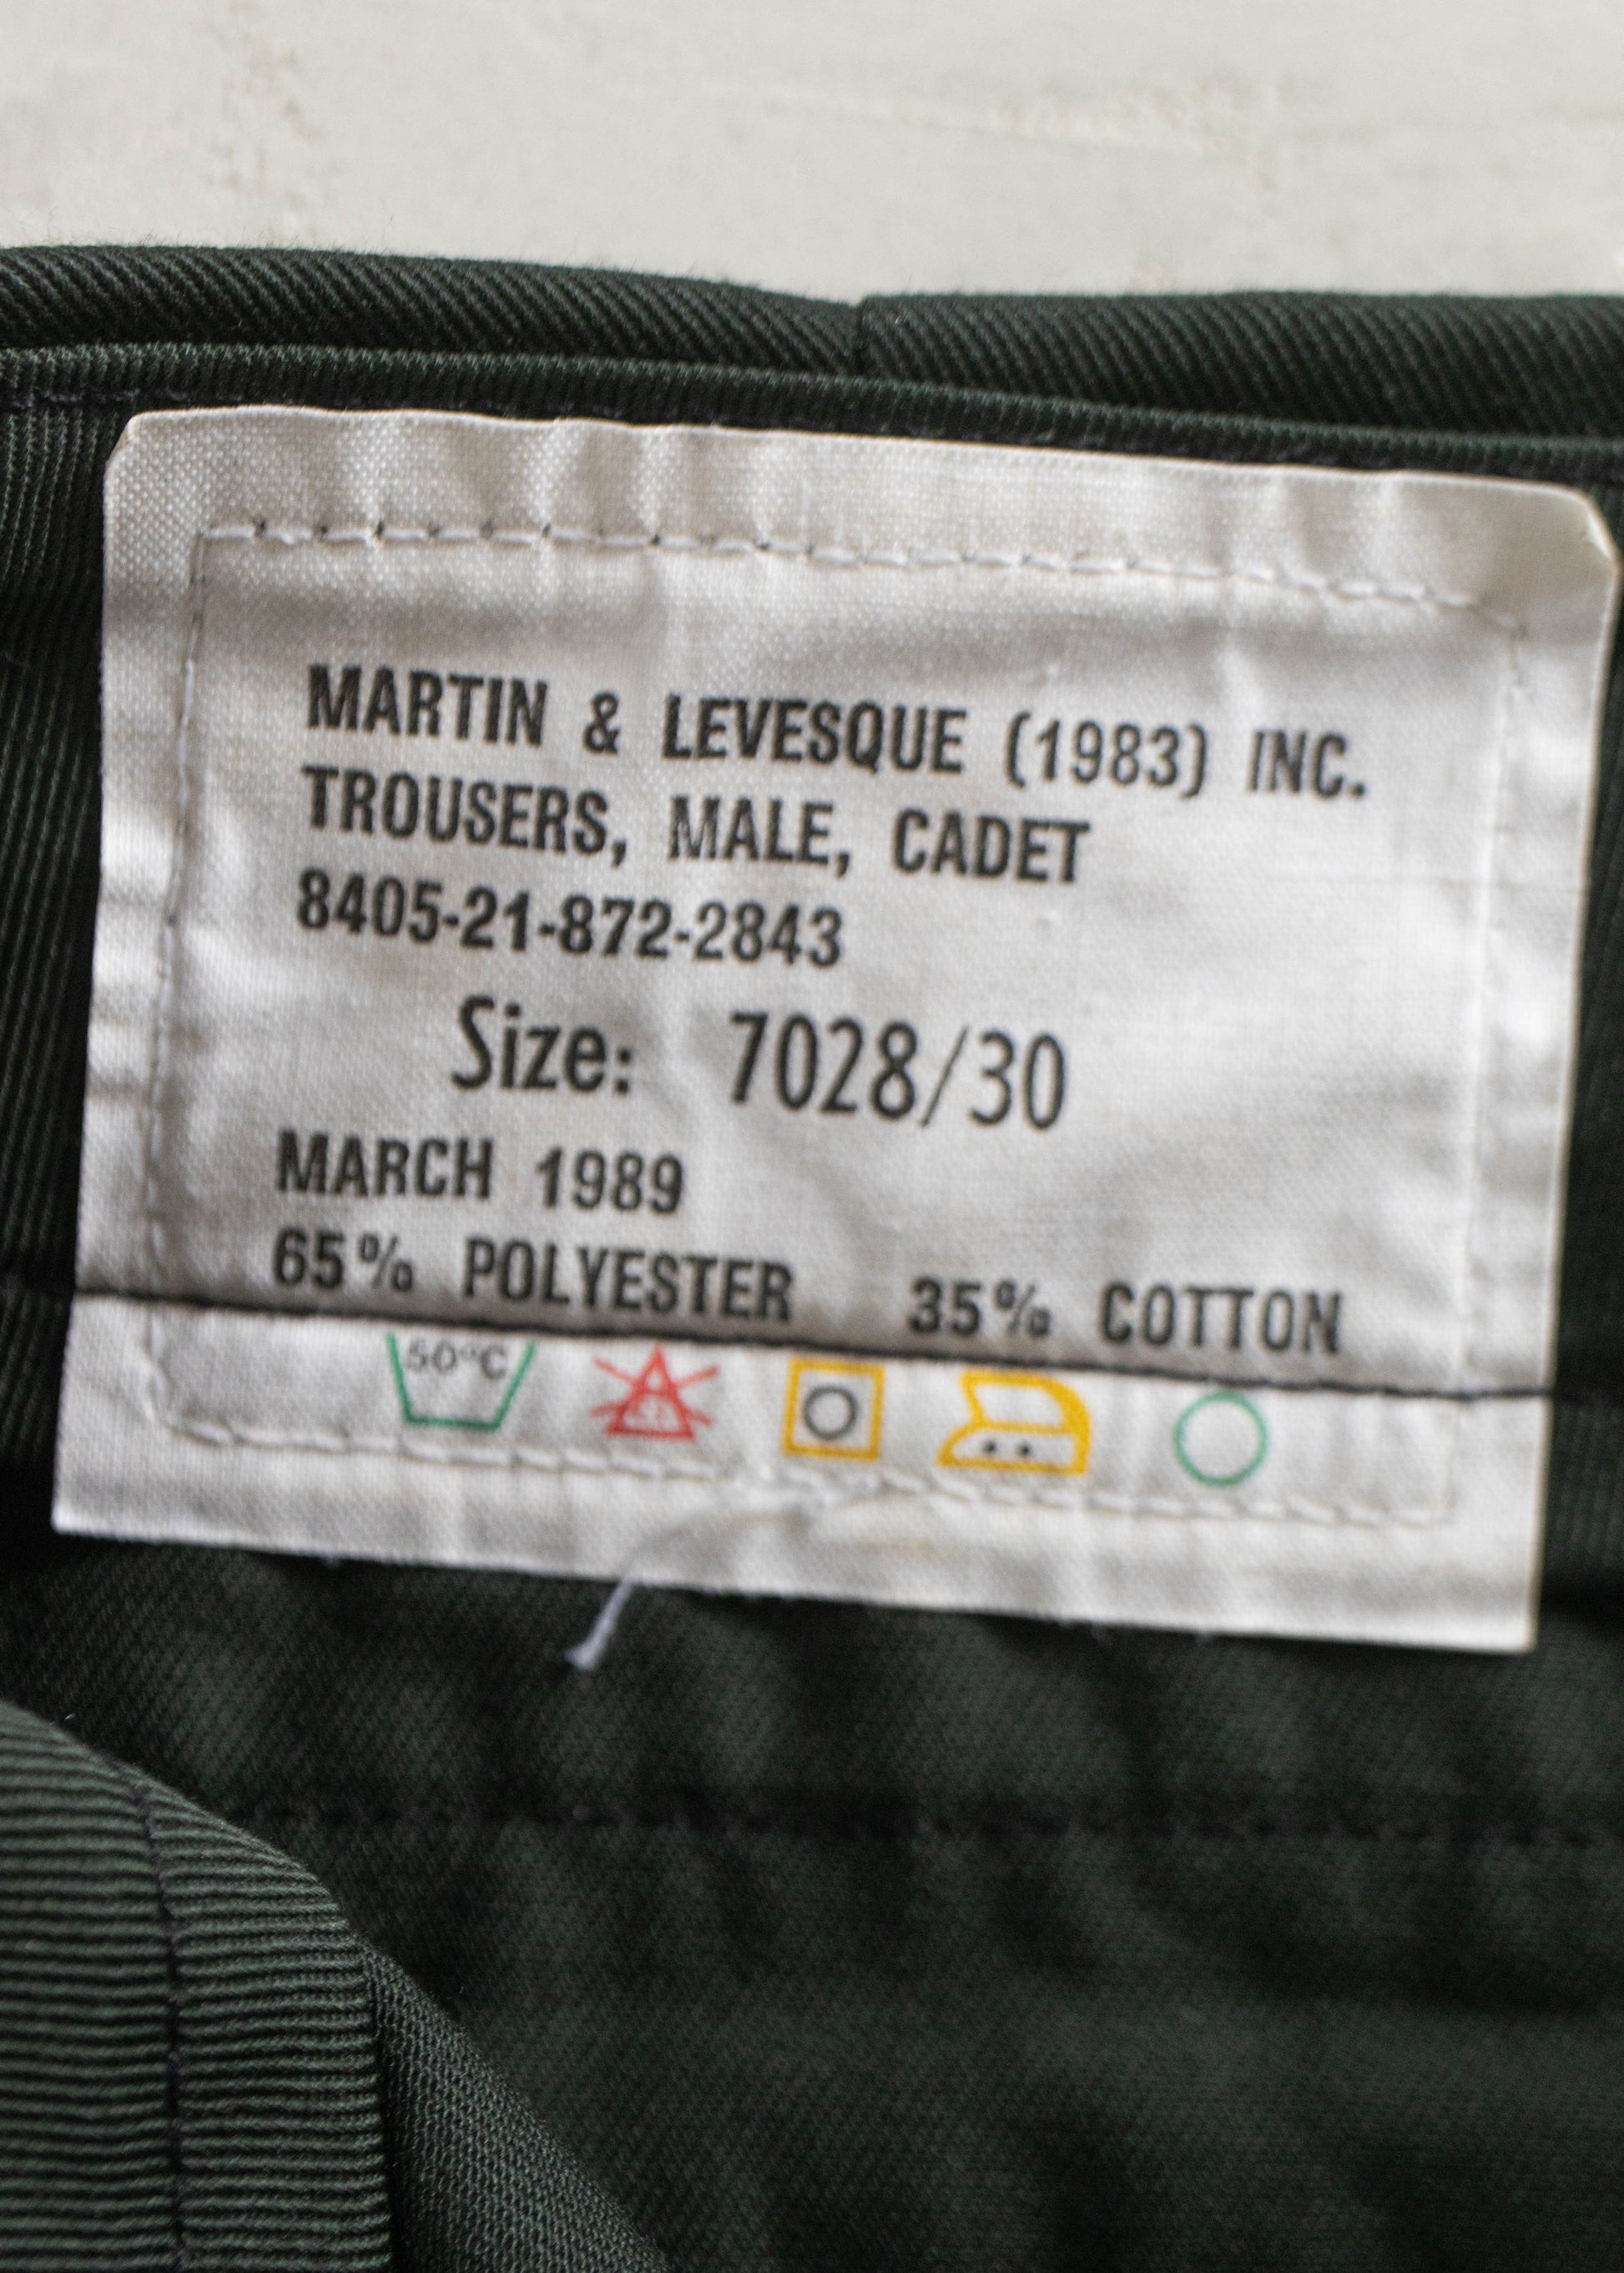 MARTIN & LEVESQUE (1983) INC.
TROUSERS, MALE, CADET
8405-21-872-2843
Size: 7028/30
MARCH 1989
65% POLYESTER 35% COTTON
50°C